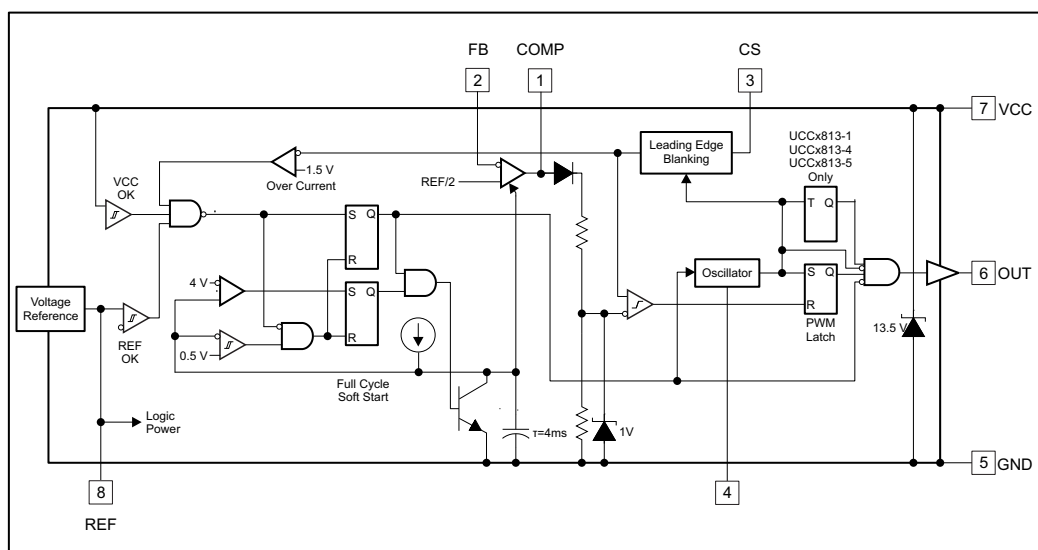 FB
COMP
CS
2
1
3
7
VCC
UCCx813-1
UCCx813-4
UCCx813-5
Only
Leading Edge
Blanking
1.5 V
Over Current
REF/2
VCC
OK
T Q
S Q
R
4 V
Oscillator
S Q
R
PWM
Latch
6
OUT
Voltage
Reference
REF
OK
S Q
R
0.5 V
13.5 V
Full Cycle
Soft Start
Logic
Power
τ=4ms
1V
5
GND
8
REF
4